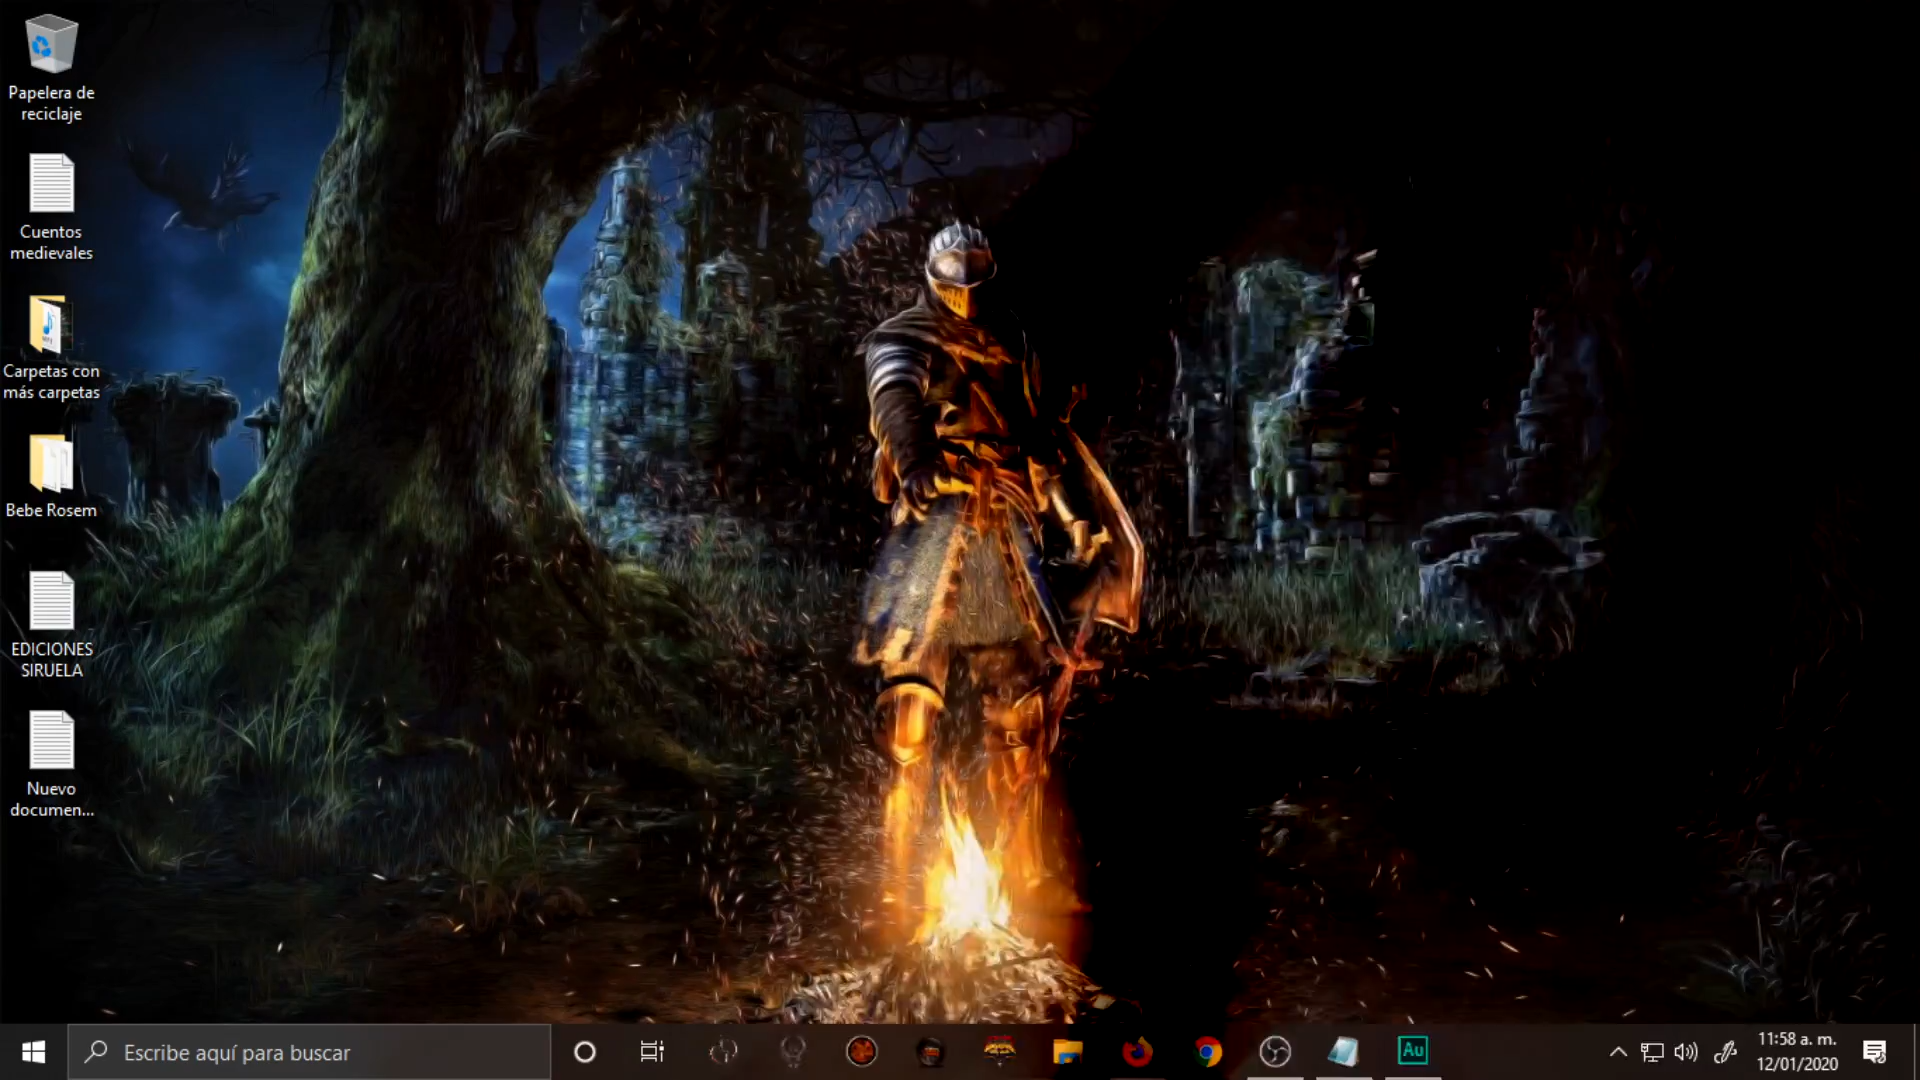 Papelera de
reciclaje
Cuentos
medievales
Carpetas con
más carpetas
Bebe Rosem
EDICIONES
SIRUELA
Nuevo
documen...
Escribe aquí para buscar
Au
11:58 a. m.
12/01/2020